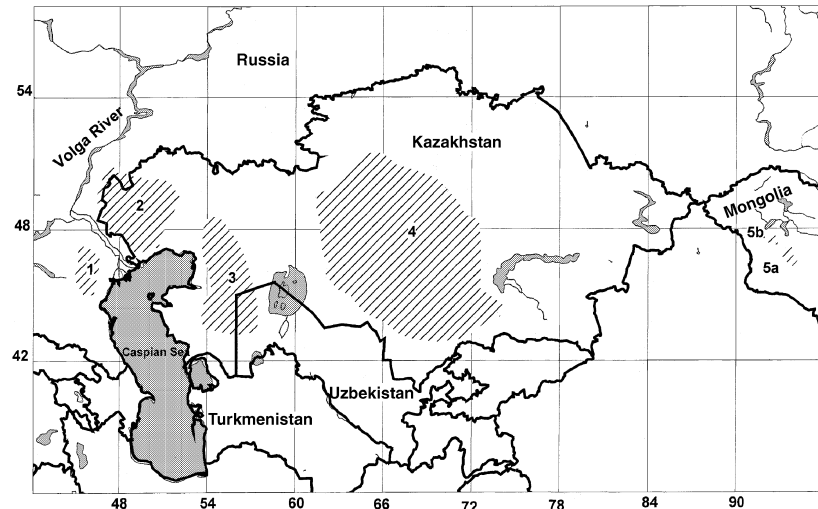 Russia
54
Volga River
Kazakhstan
2
Mongolia
48
4
5b
1
3
5a
Caspian Sea
42
Uzbekistan
Turkmenistan
48 54 60 66 72 78 84 90